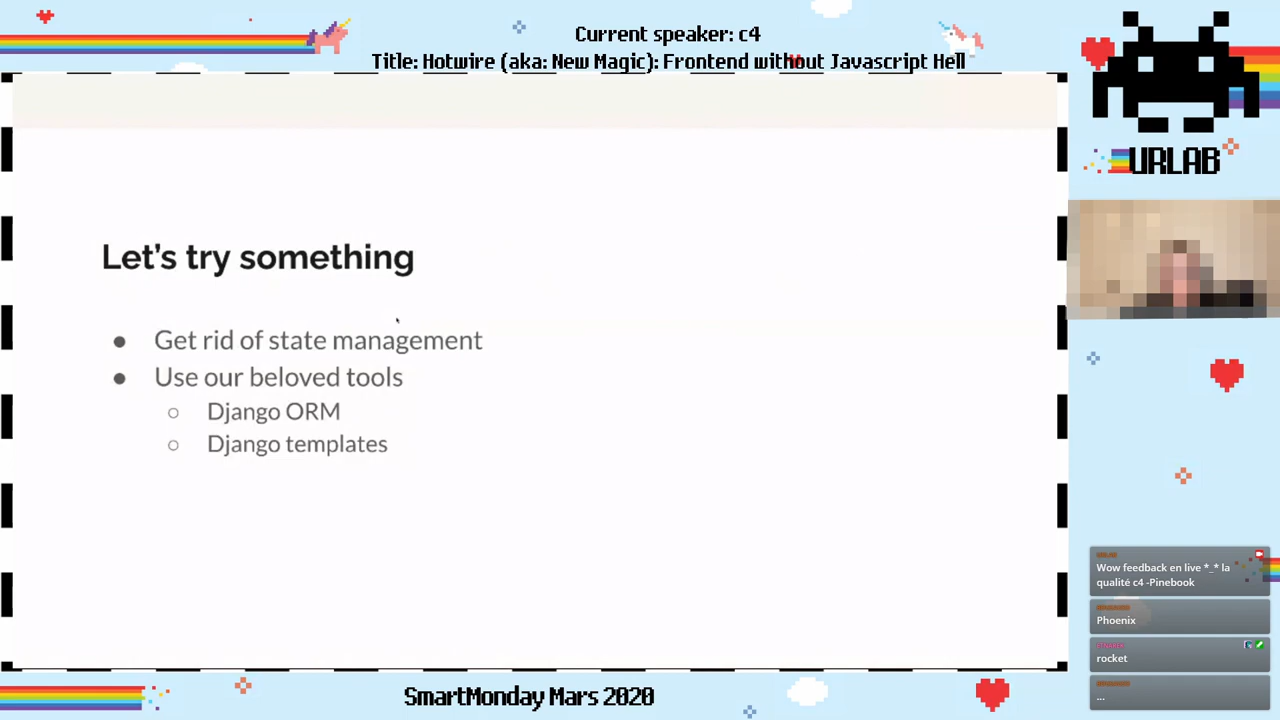 Current speaker: c4
Title: Hotwire (aka: New Magic): Frontend without Javascript Hell
URLAB
Let's try something
● Get rid of state management
● Use our beloved tools
○ Django ORM
○ Django templates
Wow feedback en live *_* la
qualité c4 -Pinebook
Phoenix
rocket
...
SmartMonday Mars 2020